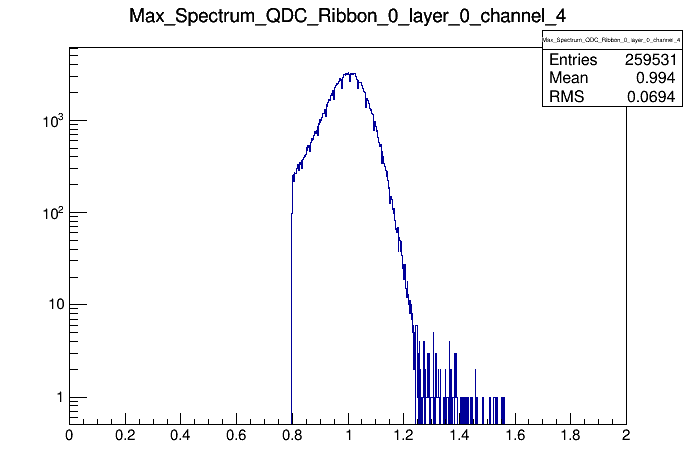 Max_Spectrum_QDC_Ribbon_0_layer_0_channel_4
Max_Spectrum_QDC_Ribbon_0_layer_0_channel_4
Entries 259531
Mean 0.994
RMS 0.0694
10³
10²
10
1
0 0.2 0.4 0.6 0.8 1 1.2 1.4 1.6 1.8 2